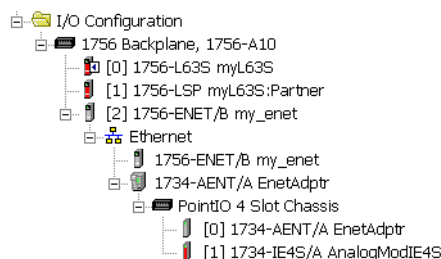 I/O Configuration
1756 Backplane, 1756-A10
[0] 1756-L63S myL63S
[1] 1756-LSP myL63S:Partner
[2] 1756-ENET/B my_enet
Ethernet
1756-ENET/B my_enet
1734-AENT/A EnetAdptr
PointIO 4 Slot Chassis
[0] 1734-AENT/A EnetAdptr
[1] 1734-IE4S/A AnalogModIE4S